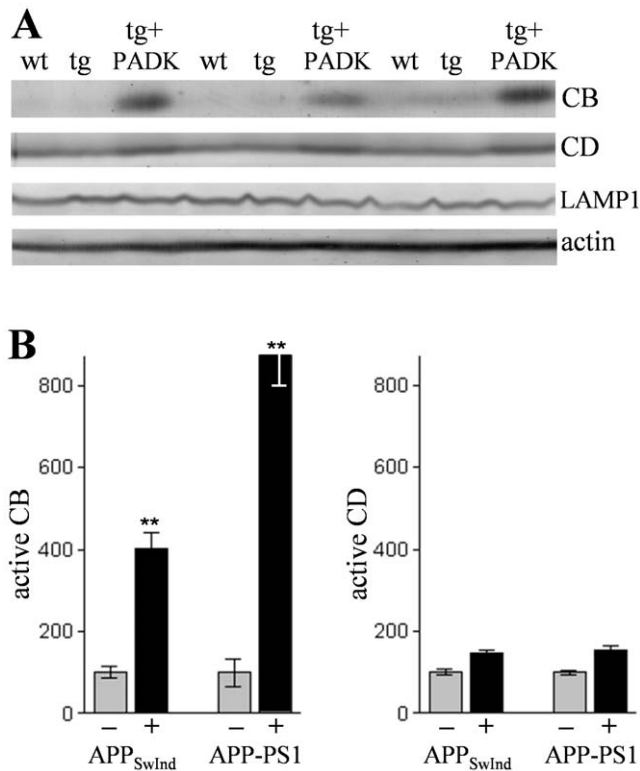 A
tg+ tg+ tg+
wt tg PADK wt tg PADK wt tg PADK
CB
CD
LAMP1
actin
B
active CB
800
600
400
200
0
**
**
– + – +
APPSwInd APP-PS1
active CD
800
600
400
200
0
– + – +
APPSwInd APP-PS1